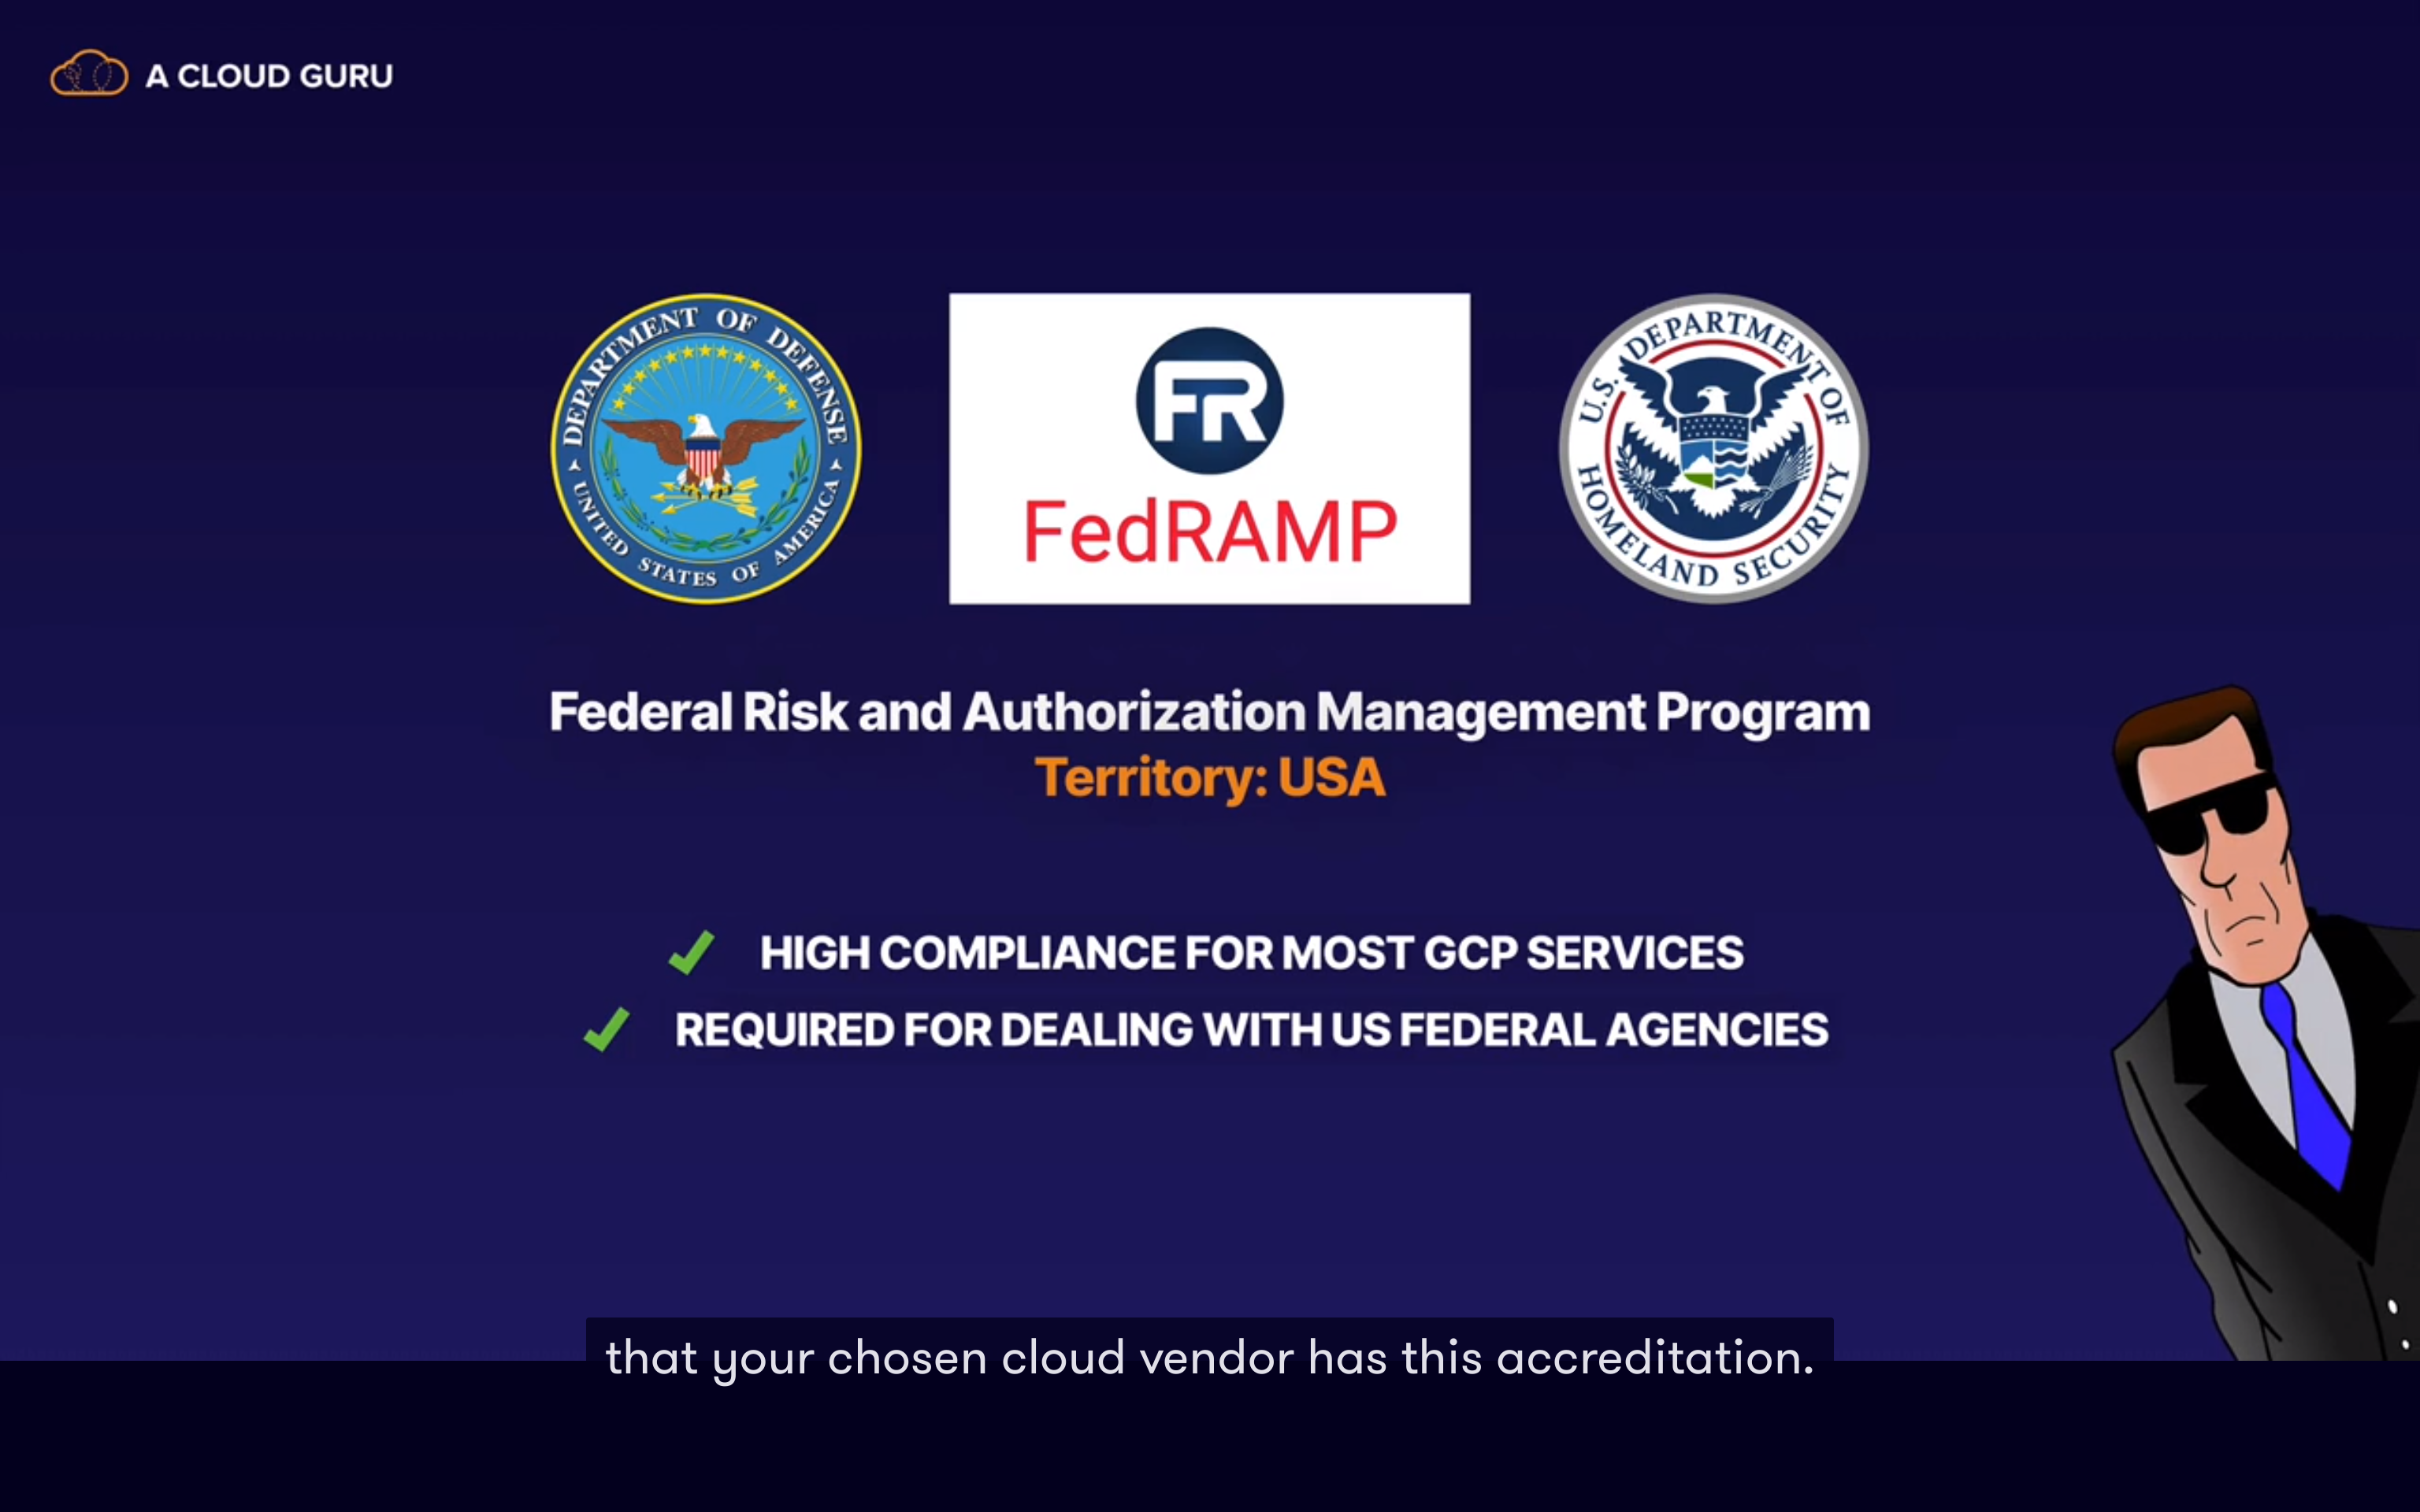 A CLOUD GURU
DEPARTMENT OF DEFENSE
UNITED STATES OF AMERICA
FR
FedRAMP
U.S. DEPARTMENT OF
HOMELAND SECURITY
Federal Risk and Authorization Management Program
Territory: USA
HIGH COMPLIANCE FOR MOST GCP SERVICES
REQUIRED FOR DEALING WITH US FEDERAL AGENCIES
that your chosen cloud vendor has this accreditation.